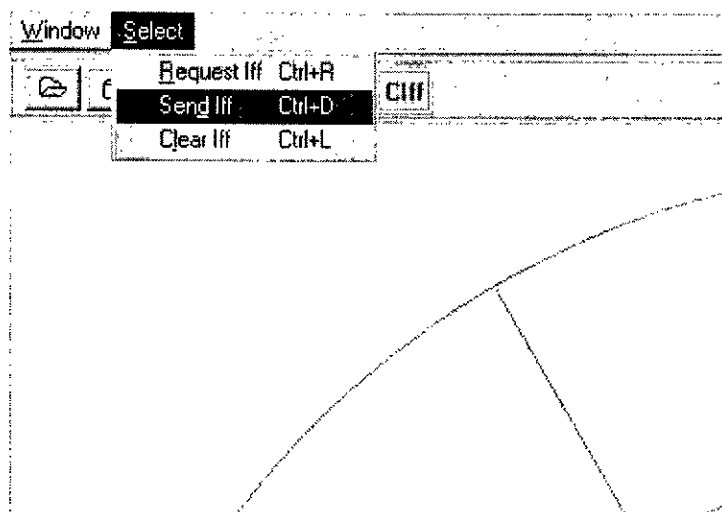 Window Select
Request Iff Ctrl+R
CIff
Send Iff Ctrl+D
Clear Iff Ctrl+L